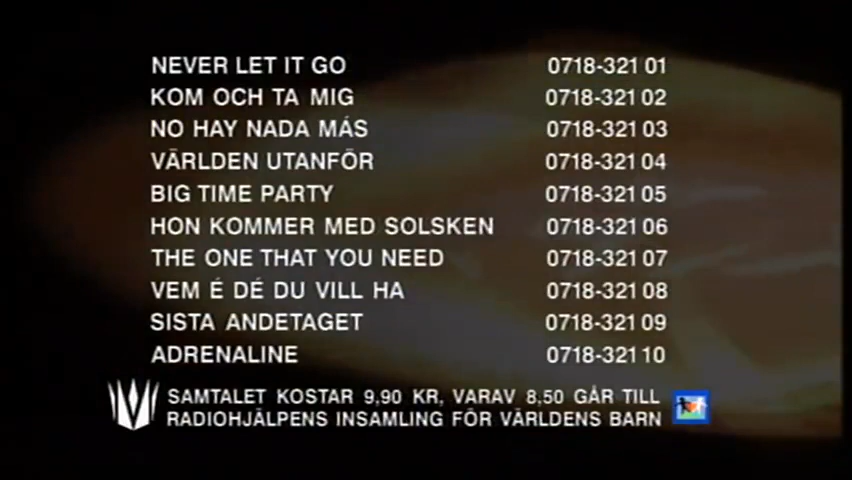 NEVER LET IT GO 0718-321 01
KOM OCH TA MIG 0718-321 02
NO HAY NADA MÁS 0718-321 03
VÄRLDEN UTANFÖR 0718-321 04
BIG TIME PARTY 0718-321 05
HON KOMMER MED SOLSKEN 0718-321 06
THE ONE THAT YOU NEED 0718-321 07
VEM É DÉ DU VILL HA 0718-321 08
SISTA ANDETAGET 0718-321 09
ADRENALINE 0718-321 10
SAMTALET KOSTAR 9,90 KR, VARAV 8,50 GÅR TILL
RADIOHJÄLPENS INSAMLING FÖR VÄRLDENS BARN